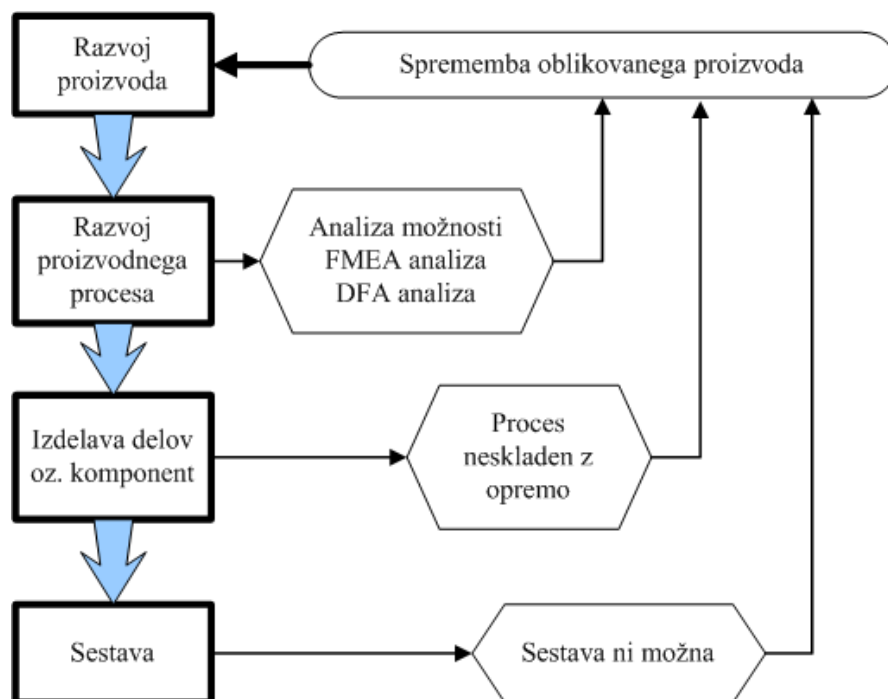 Razvoj
proizvoda
Sprememba oblikovanega proizvoda
Razvoj
proizvodnega
procesa
Analiza možnosti
FMEA analiza
DFA analiza
Izdelava delov
oz. komponent
Proces
neskladen z
opremo
Sestava
Sestava ni možna